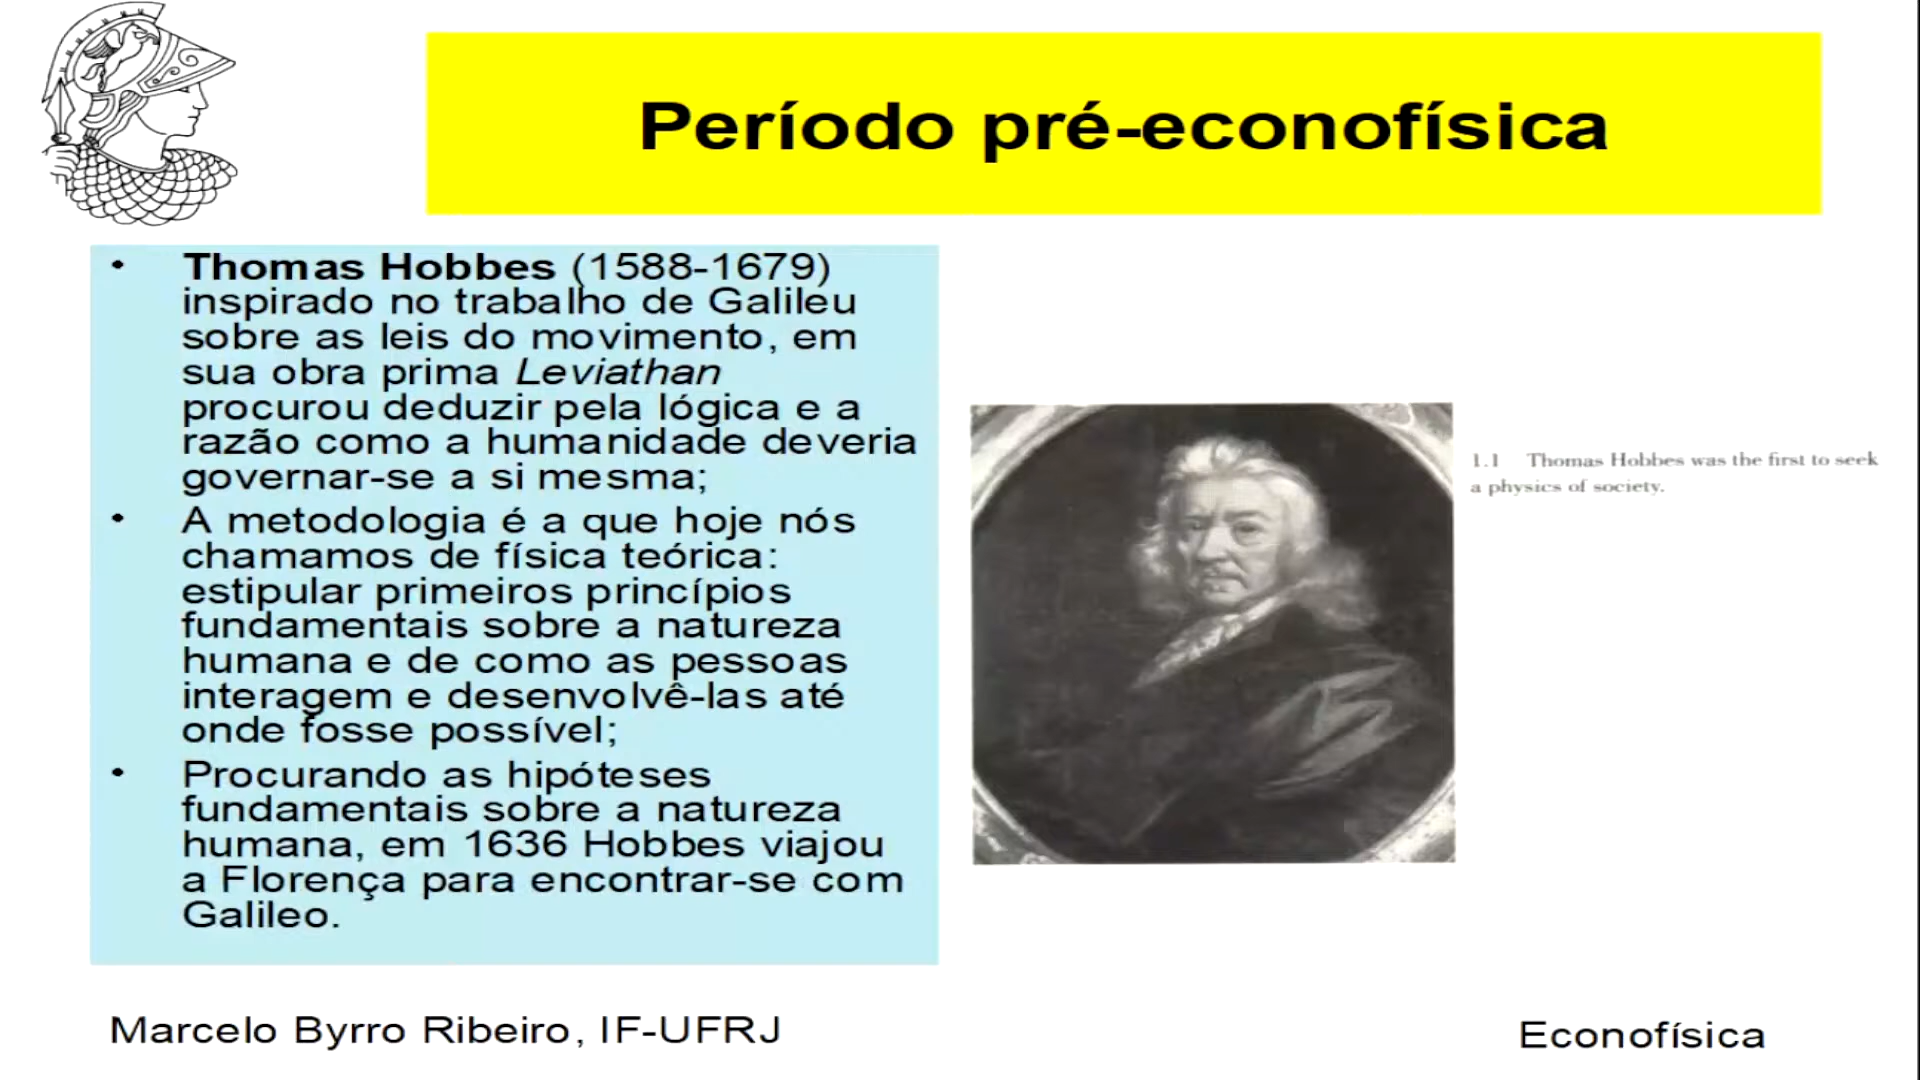 Período pré-econofísica
• Thomas Hobbes (1588-1679)
inspirado no trabalho de Galileu
sobre as leis do movimento, em
sua obra prima Leviathan
procurou deduzir pela lógica e a
razão como a humanidade deveria
governar-se a si mesma;
• A metodologia é a que hoje nós
chamamos de física teórica:
estipular primeiros princípios
fundamentais sobre a natureza
humana e de como as pessoas
interagem e desenvolvê-las até
onde fosse possível;
• Procurando as hipóteses
fundamentais sobre a natureza
humana, em 1636 Hobbes viajou
a Florença para encontrar-se com
Galileo.
1.1 Thomas Hobbes was the first to seek
a physics of society.
Marcelo Byrro Ribeiro, IF-UFRJ
Econofísica